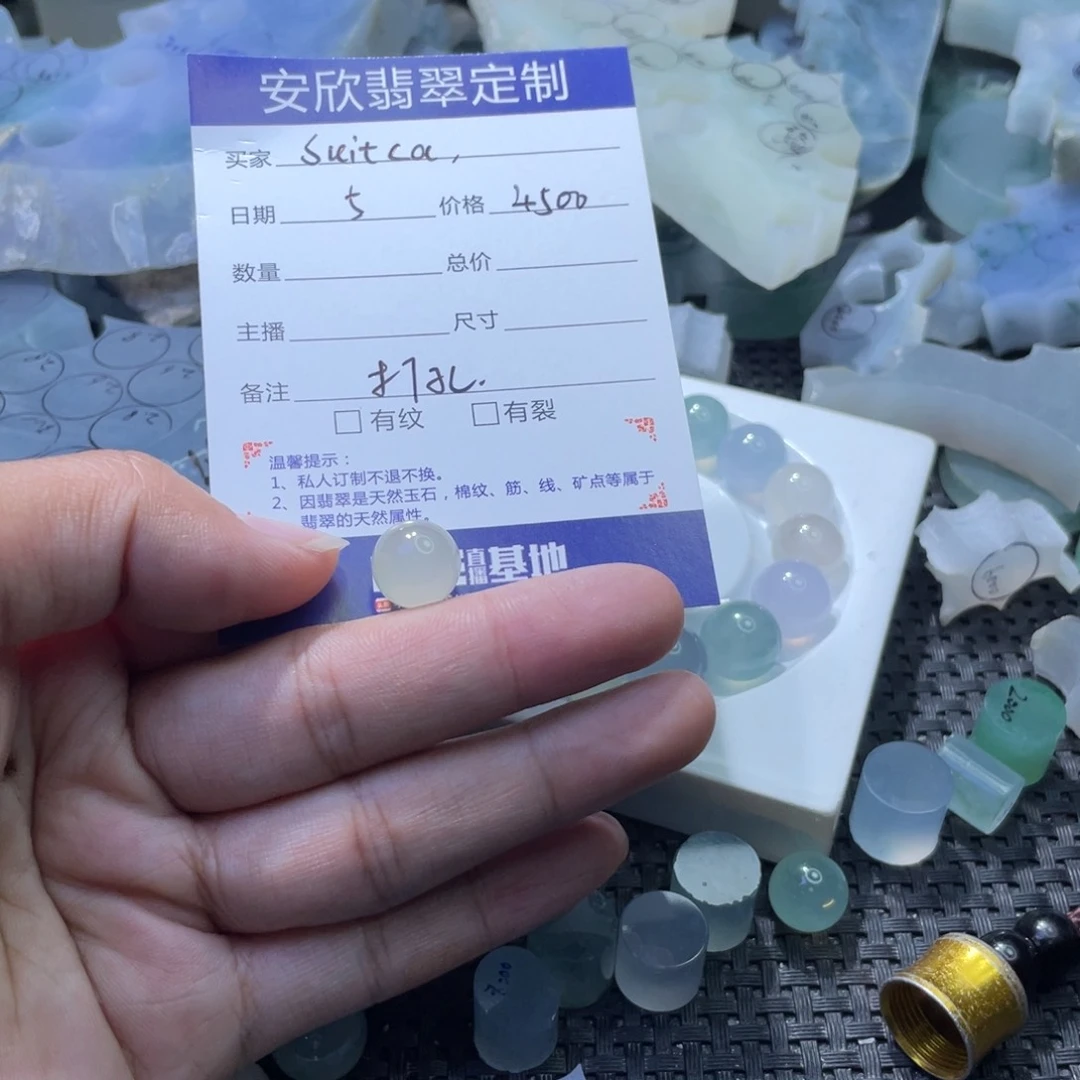 安欣翡翠定制
买家 Suitca,
日期 5 价格 4500
数量 总价
主播 尺寸
备注 打孔.
□ 有纹 □ 有裂
温馨提示:
1、私人订制不退不换。
2、因翡翠是天然玉石,棉纹、筋、线、矿点等属于
翡翠的天然属性。
直播基地
2000